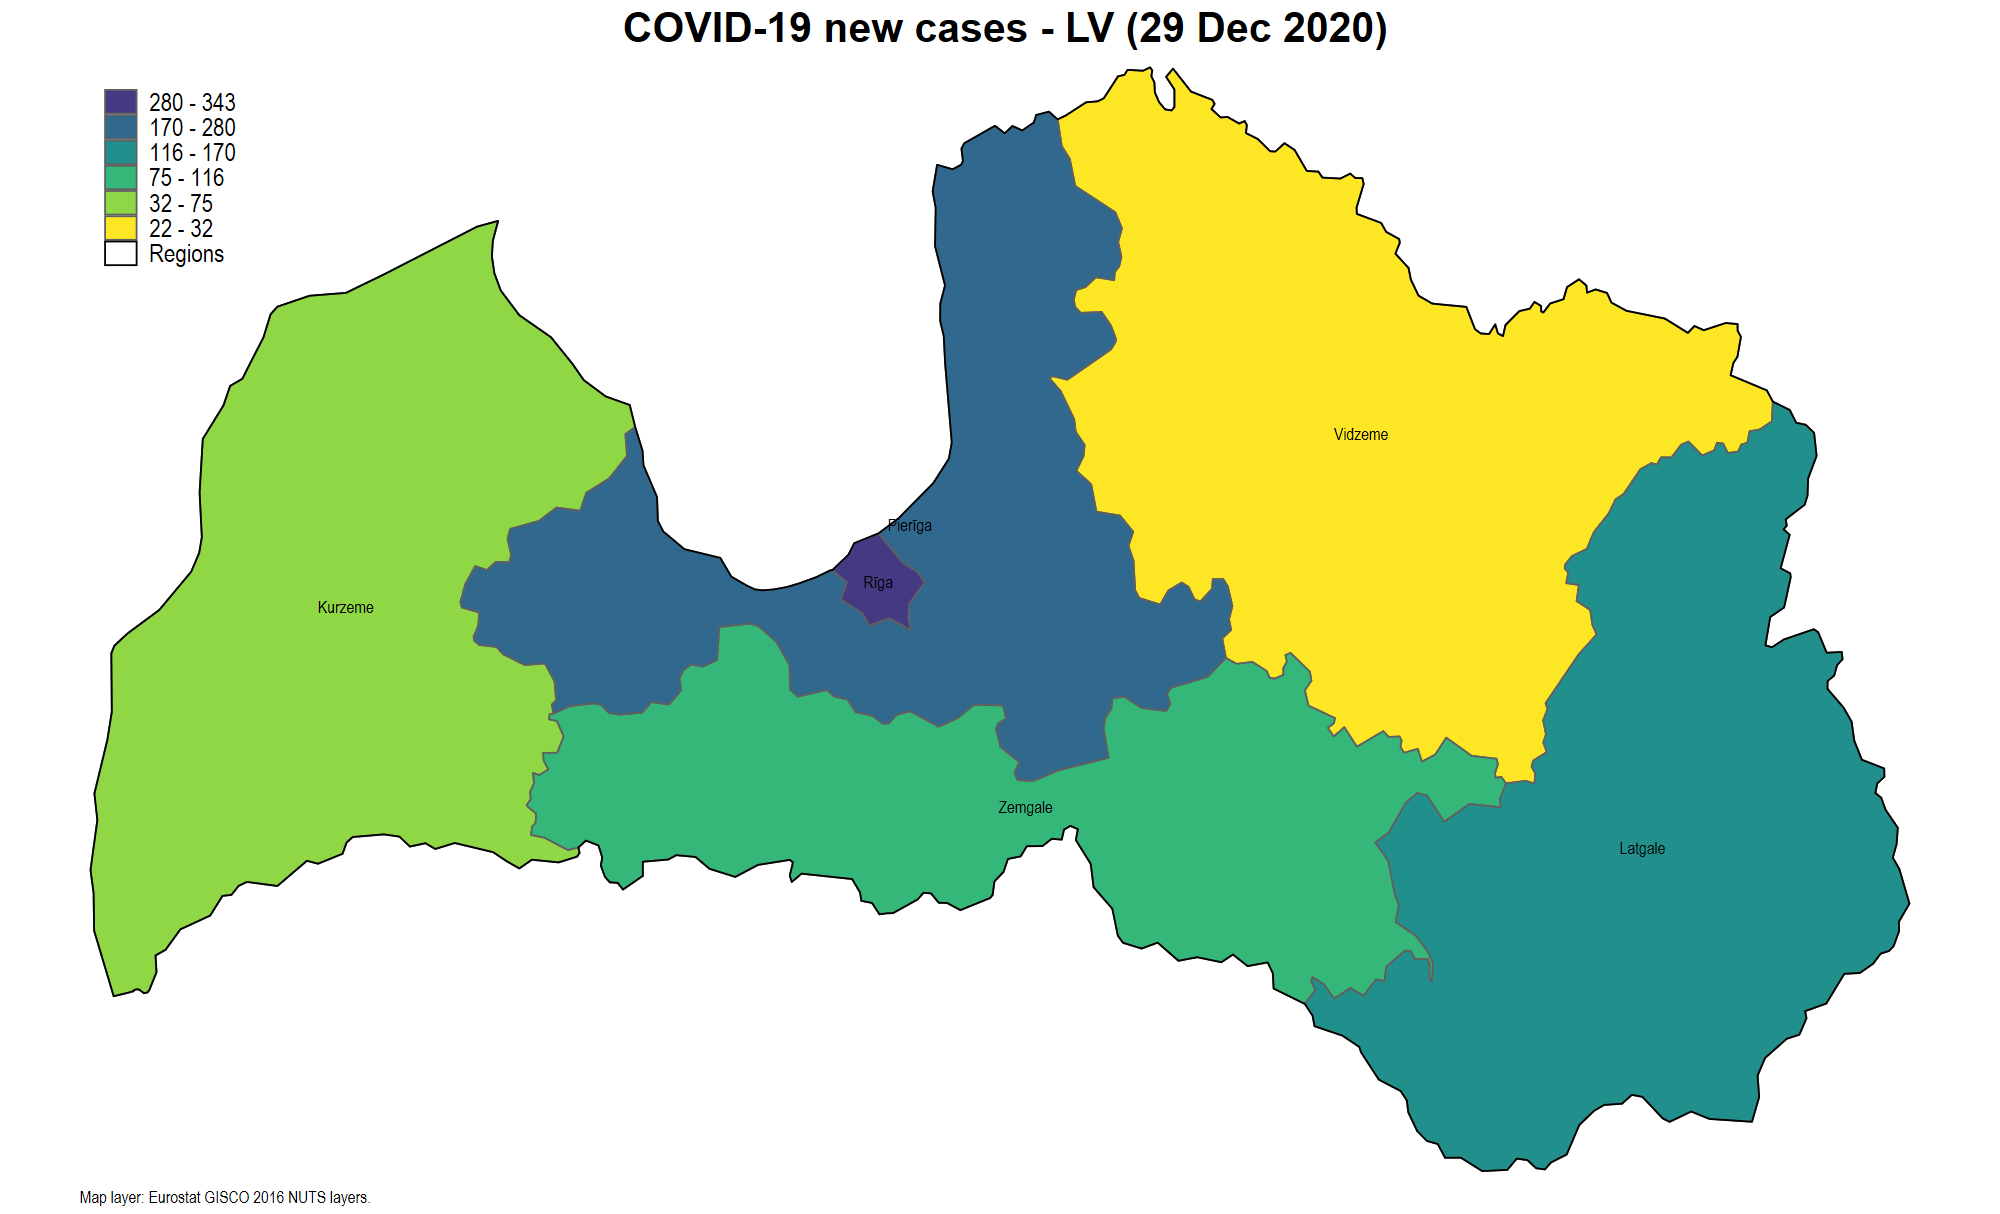 COVID-19 new cases - LV (29 Dec 2020)
280 - 343
170 - 280
116 - 170
75 - 116
32 - 75
22 - 32
Regions
Vidzeme
Pierīga
Rīga
Kurzeme
Zemgale
Latgale
Map layer: Eurostat GISCO 2016 NUTS layers.